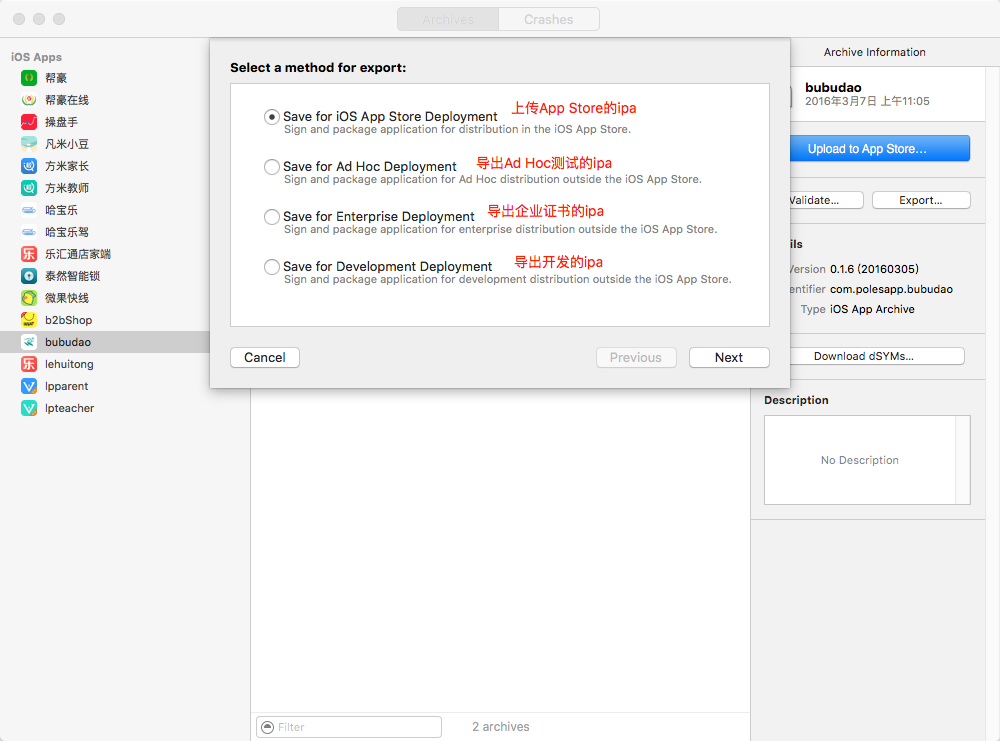 Archives
Crashes
iOS Apps
帮豪
帮豪在线
操盘手
凡米小豆
方米家长
方米教师
哈宝乐
哈宝乐驾
乐汇通店家端
泰然智能锁
微果快线
b2bShop
bubudao
lehuitong
lpparent
lpteacher
Select a method for export:
Save for iOS App Store Deployment 上传App Store的ipa
Sign and package application for distribution in the iOS App Store.
Save for Ad Hoc Deployment 导出Ad Hoc测试的ipa
Sign and package application for Ad Hoc distribution outside the iOS App Store.
Save for Enterprise Deployment 导出企业证书的ipa
Sign and package application for enterprise distribution outside the iOS App Store.
Save for Development Deployment 导出开发的ipa
Sign and package application for development distribution outside the iOS App Store.
Cancel
Previous
Next
Archive Information
bubudao
2016年3月7日 上午11:05
Upload to App Store...
Validate...
Export...
ils
Version 0.1.6 (20160305)
entifier com.polesapp.bubudao
Type iOS App Archive
Download dSYMs...
Description
No Description
Filter
2 archives